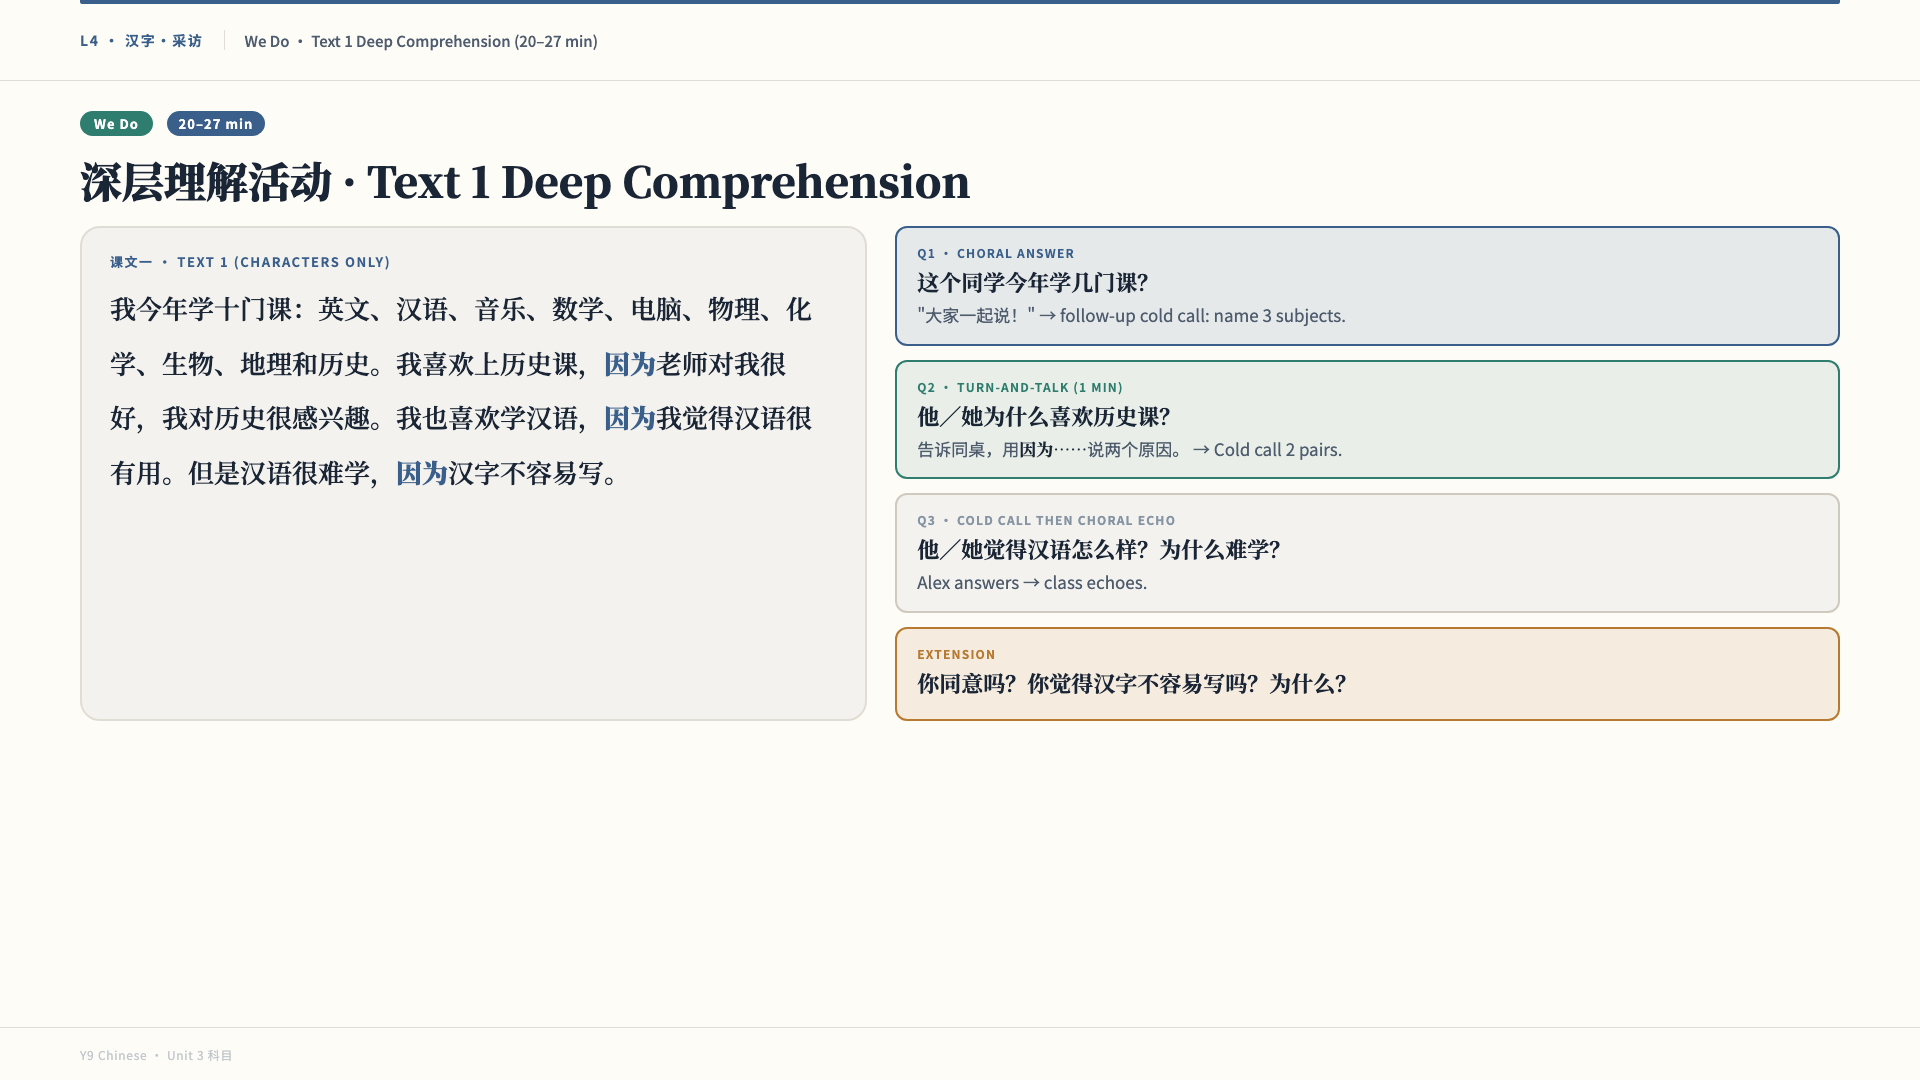 L4 · 汉字·采访
We Do · Text 1 Deep Comprehension (20–27 min)
We Do
20–27 min
深层理解活动 · Text 1 Deep Comprehension
课文一 · TEXT 1 (CHARACTERS ONLY)
我今年学十门课：英文、汉语、音乐、数学、电脑、物理、化
学、生物、地理和历史。我喜欢上历史课，因为老师对我很
好，我对历史很感兴趣。我也喜欢学汉语，因为我觉得汉语很
有用。但是汉语很难学，因为汉字不容易写。
Q1 · CHORAL ANSWER
这个同学今年学几门课？
"大家一起说！" → follow-up cold call: name 3 subjects.
Q2 · TURN-AND-TALK (1 MIN)
他／她为什么喜欢历史课？
告诉同桌，用因为……说两个原因。 → Cold call 2 pairs.
Q3 · COLD CALL THEN CHORAL ECHO
他／她觉得汉语怎么样？为什么难学？
Alex answers → class echoes.
EXTENSION
你同意吗？你觉得汉字不容易写吗？为什么？
Y9 Chinese · Unit 3 科目